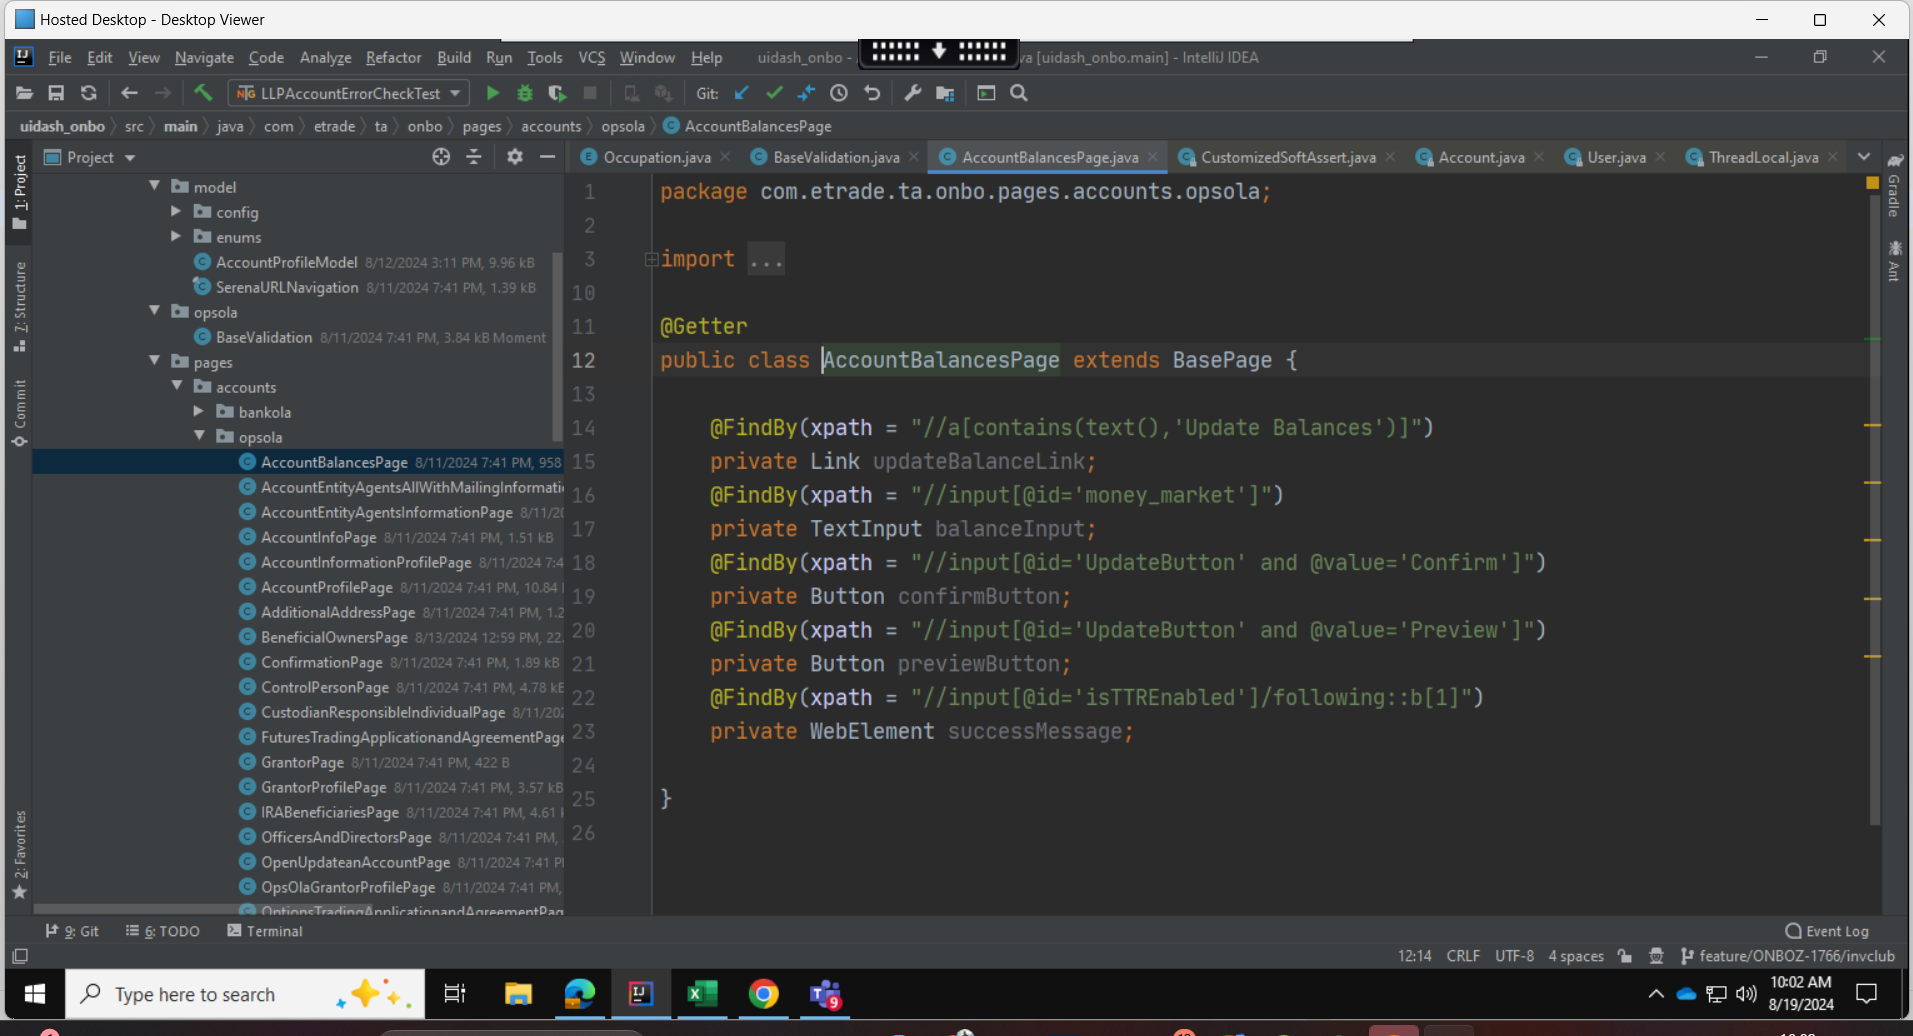 Hosted Desktop - Desktop Viewer
File Edit View Navigate Code Analyze Refactor Build Run Tools VCS Window Help uidash_onbo - va [uidash_onbo.main] - IntelliJ IDEA
LLPAccountErrorCheckTest Git:
uidash_onbo src main java com etrade ta onbo pages accounts opsola AccountBalancesPage
Project
Occupation.java BaseValidation.java AccountBalancesPage.java CustomizedSoftAssert.java Account.java User.java ThreadLocal.java
1: Project
7: Structure
Commit
2: Favorites
model
config
enums
AccountProfileModel 8/12/2024 3:11 PM, 9.96 kB
SerenaURLNavigation 8/11/2024 7:41 PM, 1.39 kB
opsola
BaseValidation 8/11/2024 7:41 PM, 3.84 kB Moment
pages
accounts
bankola
opsola
AccountBalancesPage 8/11/2024 7:41 PM, 958
AccountEntityAgentsAllWithMailingInformati
AccountEntityAgentsInformationPage 8/11/20
AccountInfoPage 8/11/2024 7:41 PM, 1.51 kB
AccountInformationProfilePage 8/11/2024 7:4
AccountProfilePage 8/11/2024 7:41 PM, 10.84
AdditionalAddressPage 8/11/2024 7:41 PM, 1.2
BeneficialOwnersPage 8/13/2024 12:59 PM, 22.
ConfirmationPage 8/11/2024 7:41 PM, 1.89 kB
ControlPersonPage 8/11/2024 7:41 PM, 4.78 kB
CustodianResponsibleIndividualPage 8/11/202
FuturesTradingApplicationandAgreementPage
GrantorPage 8/11/2024 7:41 PM, 422 B
GrantorProfilePage 8/11/2024 7:41 PM, 3.57 kB
IRABeneficiariesPage 8/11/2024 7:41 PM, 4.61
OfficersAndDirectorsPage 8/11/2024 7:41 PM,
OpenUpdateanAccountPage 8/11/2024 7:41 P
OpsOlaGrantorProfilePage 8/11/2024 7:41 PM,
OptionsTradingApplicationandAgreementPag
1 package com.etrade.ta.onbo.pages.accounts.opsola;
2
3 import ...
10
11 @Getter
12 public class AccountBalancesPage extends BasePage {
13
14 @FindBy(xpath = "//a[contains(text(),'Update Balances')]")
15 private Link updateBalanceLink;
16 @FindBy(xpath = "//input[@id='money_market']")
17 private TextInput balanceInput;
18 @FindBy(xpath = "//input[@id='UpdateButton' and @value='Confirm']")
19 private Button confirmButton;
20 @FindBy(xpath = "//input[@id='UpdateButton' and @value='Preview']")
21 private Button previewButton;
22 @FindBy(xpath = "//input[@id='isTTREnabled']/following::b[1]")
23 private WebElement successMessage;
24
25 }
26
Gradle
Ant
9: Git 6: TODO Terminal Event Log
12:14 CRLF UTF-8 4 spaces feature/ONBOZ-1766/invclub
Type here to search 9
10:02 AM
8/19/2024